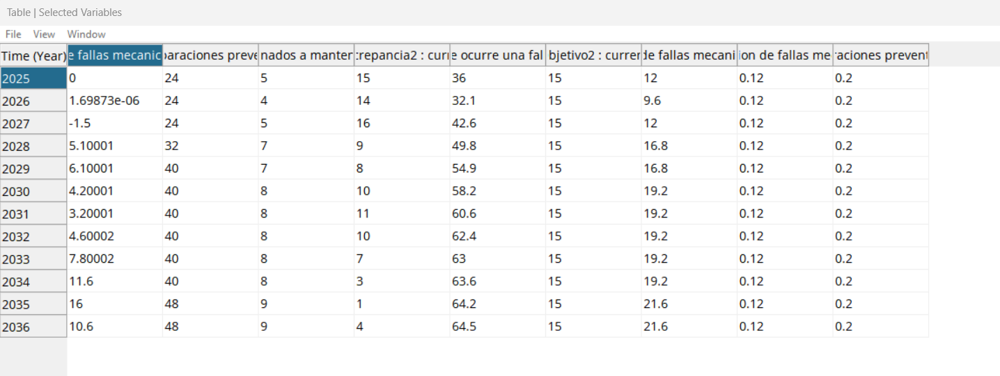 Table | Selected Variables
File View Window
Time (Year) e fallas mecanic paraciones preve nados a manter crepancia2 : curr e ocurre una fal bjetivo2 : currer de fallas mecani ion de fallas me raciones prevent
2025 0 24 5 15 36 15 12 0.12 0.2
2026 1.69873e-06 24 4 14 32.1 15 9.6 0.12 0.2
2027 -1.5 24 5 16 42.6 15 12 0.12 0.2
2028 5.10001 32 7 9 49.8 15 16.8 0.12 0.2
2029 6.10001 40 7 8 54.9 15 16.8 0.12 0.2
2030 4.20001 40 8 10 58.2 15 19.2 0.12 0.2
2031 3.20001 40 8 11 60.6 15 19.2 0.12 0.2
2032 4.60002 40 8 10 62.4 15 19.2 0.12 0.2
2033 7.80002 40 8 7 63 15 19.2 0.12 0.2
2034 11.6 40 8 3 63.6 15 19.2 0.12 0.2
2035 16 48 9 1 64.2 15 21.6 0.12 0.2
2036 10.6 48 9 4 64.5 15 21.6 0.12 0.2